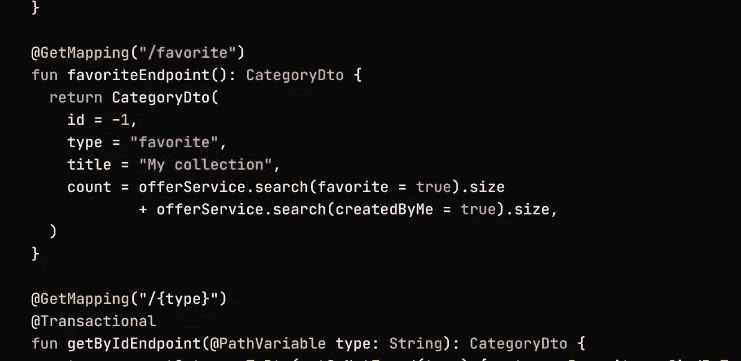 }
@GetMapping("/favorite")
fun favoriteEndpoint(): CategoryDto {
return CategoryDto(
id = -1,
type = "favorite",
title = "My collection",
count = offerService.search(favorite = true).size
+ offerService.search(createdByMe = true).size,
)
}
@GetMapping("/{type}")
@Transactional
fun getByIdEndpoint(@PathVariable type: String): CategoryDto {